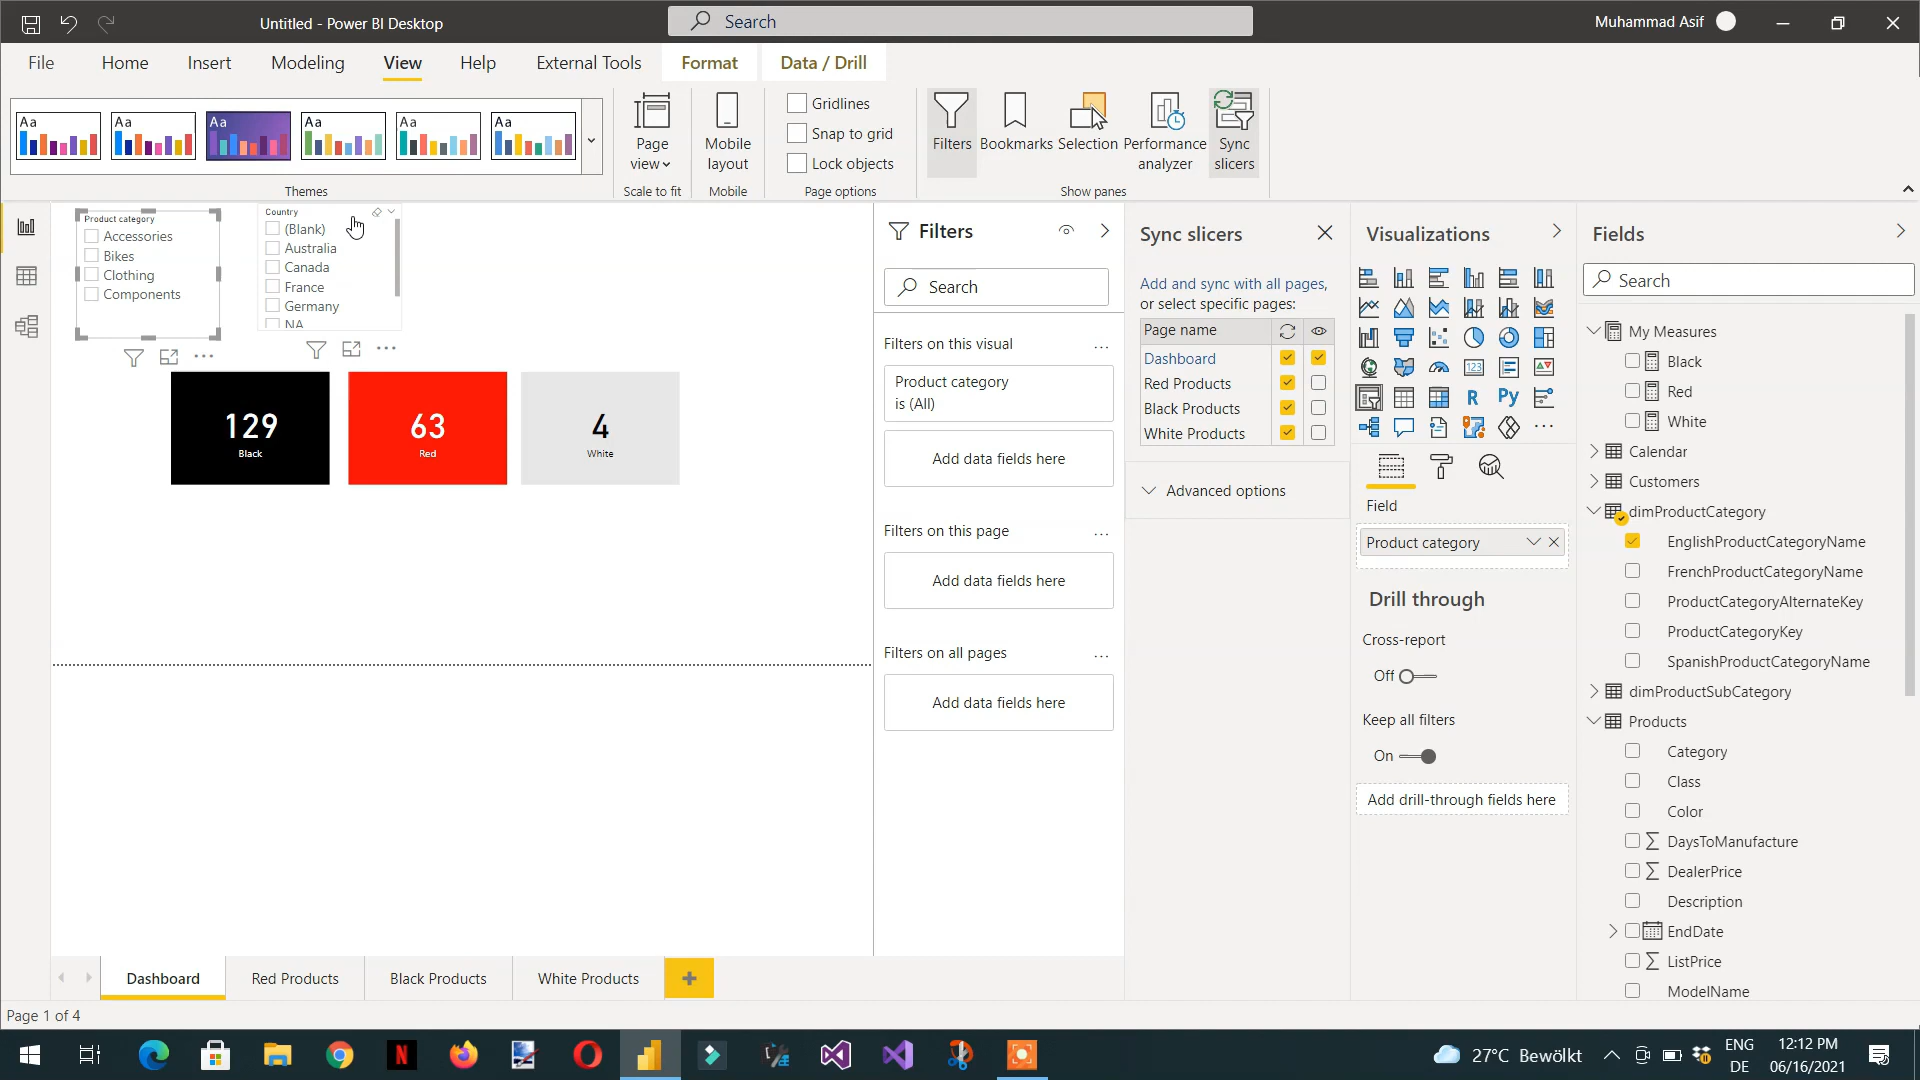 Untitled - Power BI Desktop
Search
Muhammad Asif
File
Home
Insert
Modeling
View
Help
External Tools
Format
Data / Drill
Aa
Aa
Aa
Aa
Aa
Aa
Themes
Page
view
Scale to fit
Mobile
layout
Mobile
Gridlines
Snap to grid
Lock objects
Page options
Filters
Bookmarks
Selection
Performance
analyzer
Sync
slicers
Show panes
Product category
Accessories
Bikes
Clothing
Components
Country
(Blank)
Australia
Canada
France
Germany
NA
129
Black
63
Red
4
White
Filters
Search
Filters on this visual
...
Product category
is (All)
Add data fields here
Filters on this page
...
Add data fields here
Filters on all pages
...
Add data fields here
Sync slicers
Add and sync with all pages,
or select specific pages:
Page name
Dashboard
Red Products
Black Products
White Products
Advanced options
Visualizations
123
R
Py
...
Field
Product category
Drill through
Cross-report
Off
Keep all filters
On
Add drill-through fields here
Fields
Search
My Measures
Black
Red
White
Calendar
Customers
dimProductCategory
EnglishProductCategoryName
FrenchProductCategoryName
ProductCategoryAlternateKey
ProductCategoryKey
SpanishProductCategoryName
dimProductSubCategory
Products
Category
Class
Color
∑ DaysToManufacture
∑ DealerPrice
Description
EndDate
∑ ListPrice
ModelName
Dashboard
Red Products
Black Products
White Products
+
Page 1 of 4
N
27°C Bewölkt
ENG
DE
12:12 PM
06/16/2021